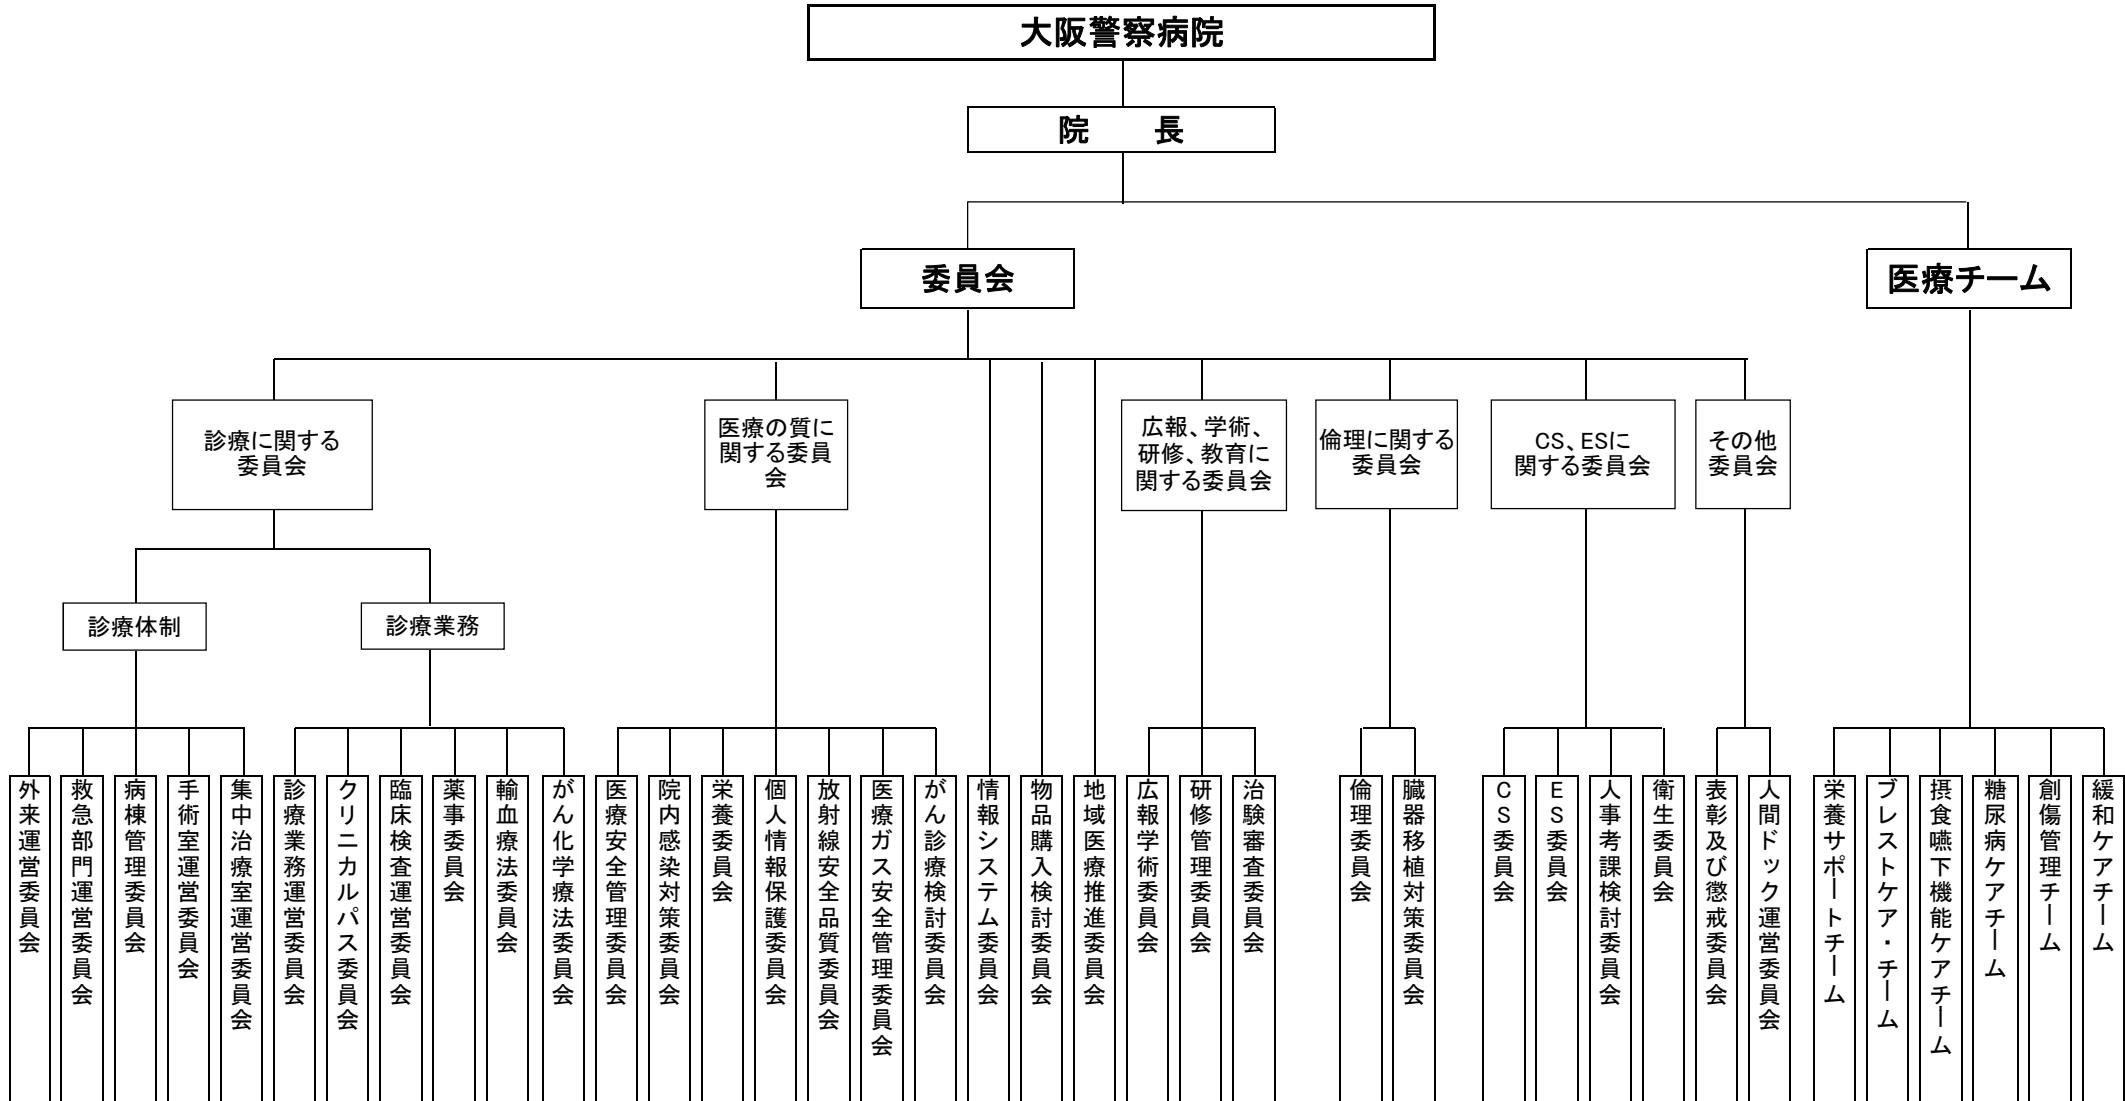 大阪警察病院
院　　長
委員会
医療チーム
診療に関する
委員会
医療の質に
関する委員
会
広報、学術、
研修、教育に
関する委員会
倫理に関する
委員会
CS、ESに
関する委員会
その他
委員会
診療体制
診療業務
外来運営委員会
救急部門運営委員会
病棟管理委員会
手術室運営委員会
集中治療室運営委員会
診療業務運営委員会
クリニカルパス委員会
臨床検査運営委員会
薬事委員会
輸血療法委員会
がん化学療法委員会
医療安全管理委員会
院内感染対策委員会
栄養委員会
個人情報保護委員会
放射線安全品質委員会
医療ガス安全管理委員会
がん診療検討委員会
情報システム委員会
物品購入検討委員会
地域医療推進委員会
広報学術委員会
研修管理委員会
治験審査委員会
倫理委員会
臓器移植対策委員会
CS委員会
ES委員会
人事考課検討委員会
衛生委員会
表彰及び懲戒委員会
人間ドック運営委員会
栄養サポートチーム
ブレストケア・チーム
摂食嚥下機能ケアチーム
糖尿病ケアチーム
創傷管理チーム
緩和ケアチーム